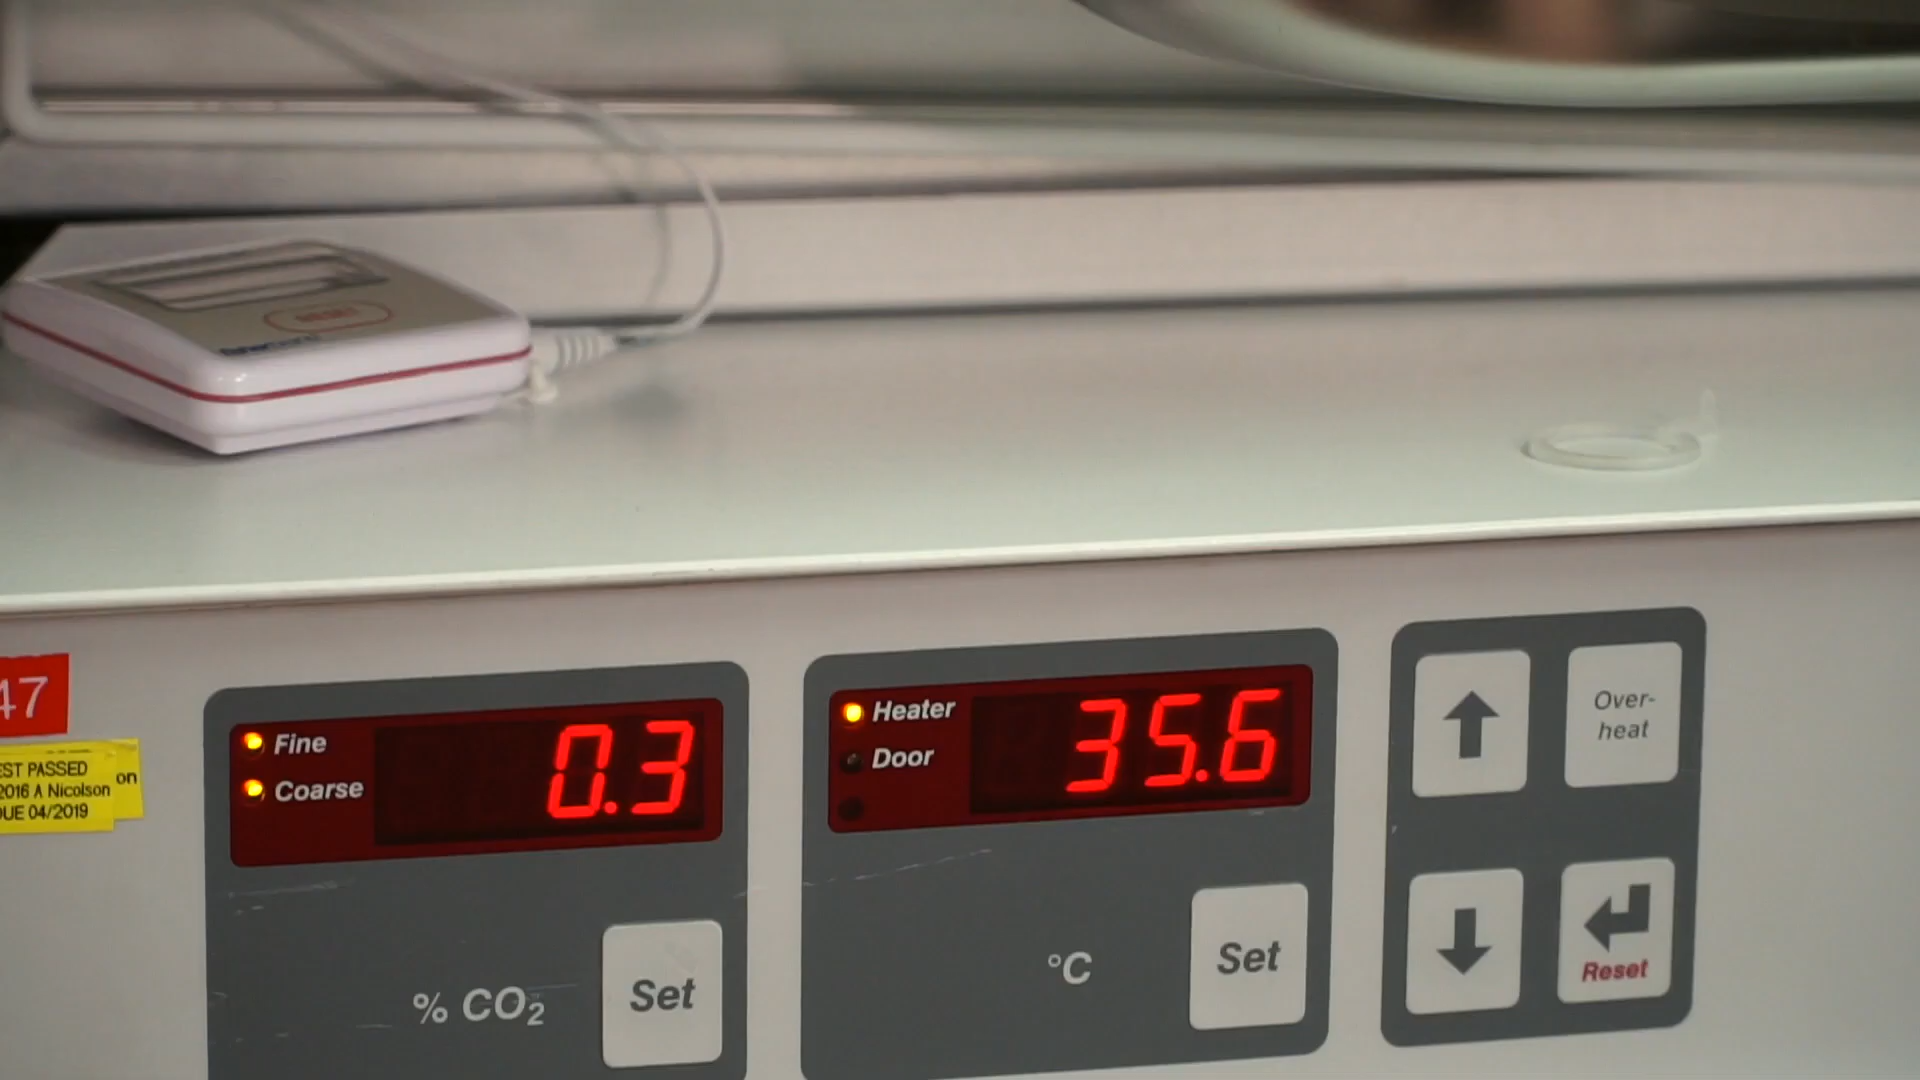 47
EST PASSED
2016 A Nicolson
DUE 04/2019
on
Fine
Coarse
0.3
% CO₂
Set
Heater
Door
35.6
°C
Set
Over-
heat
Reset